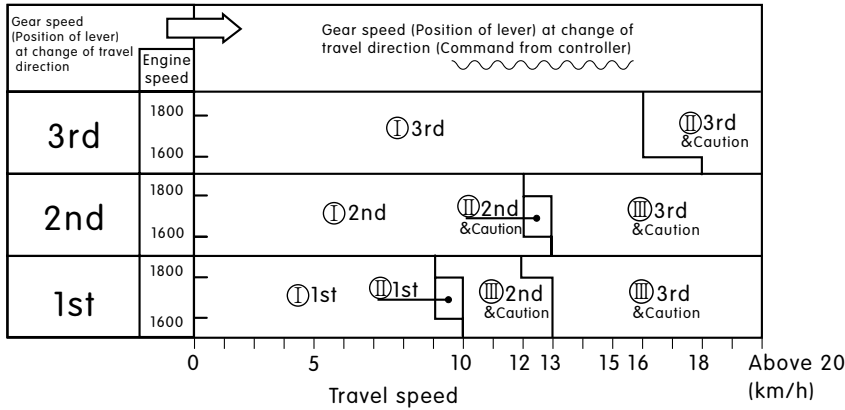 Gear speed
(Position of lever)
at change of travel
direction
Engine
speed
Gear speed (Position of lever) at change of
travel direction (Command from controller)
3rd
1800
1600
Ⓘ3rd
Ⅱ3rd
&Caution
2nd
1800
1600
Ⓘ2nd
Ⅱ2nd
&Caution
Ⅲ3rd
&Caution
1st
1800
1600
Ⓘ1st
Ⅱ1st
Ⅲ2nd
&Caution
Ⅲ3rd
&Caution
0 5 10 12 13 15 16 18 Above 20
(km/h)
Travel speed